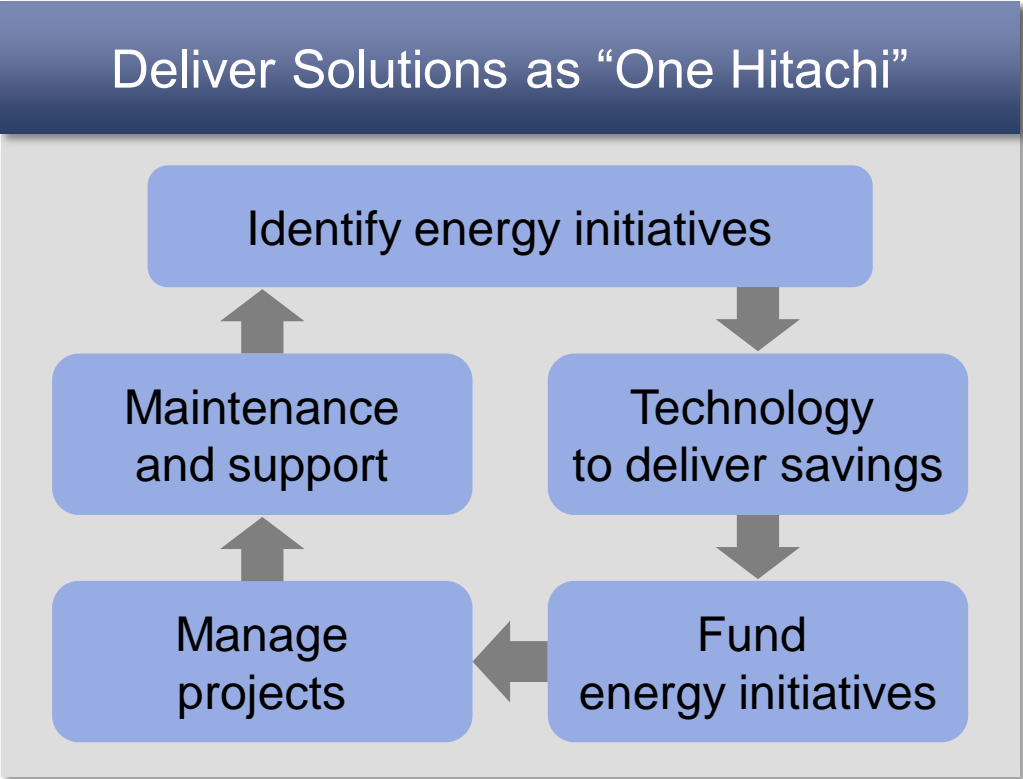 Deliver Solutions as “One Hitachi”
Identify energy initiatives
Technology
to deliver savings
Fund
energy initiatives
Manage
projects
Maintenance
and support